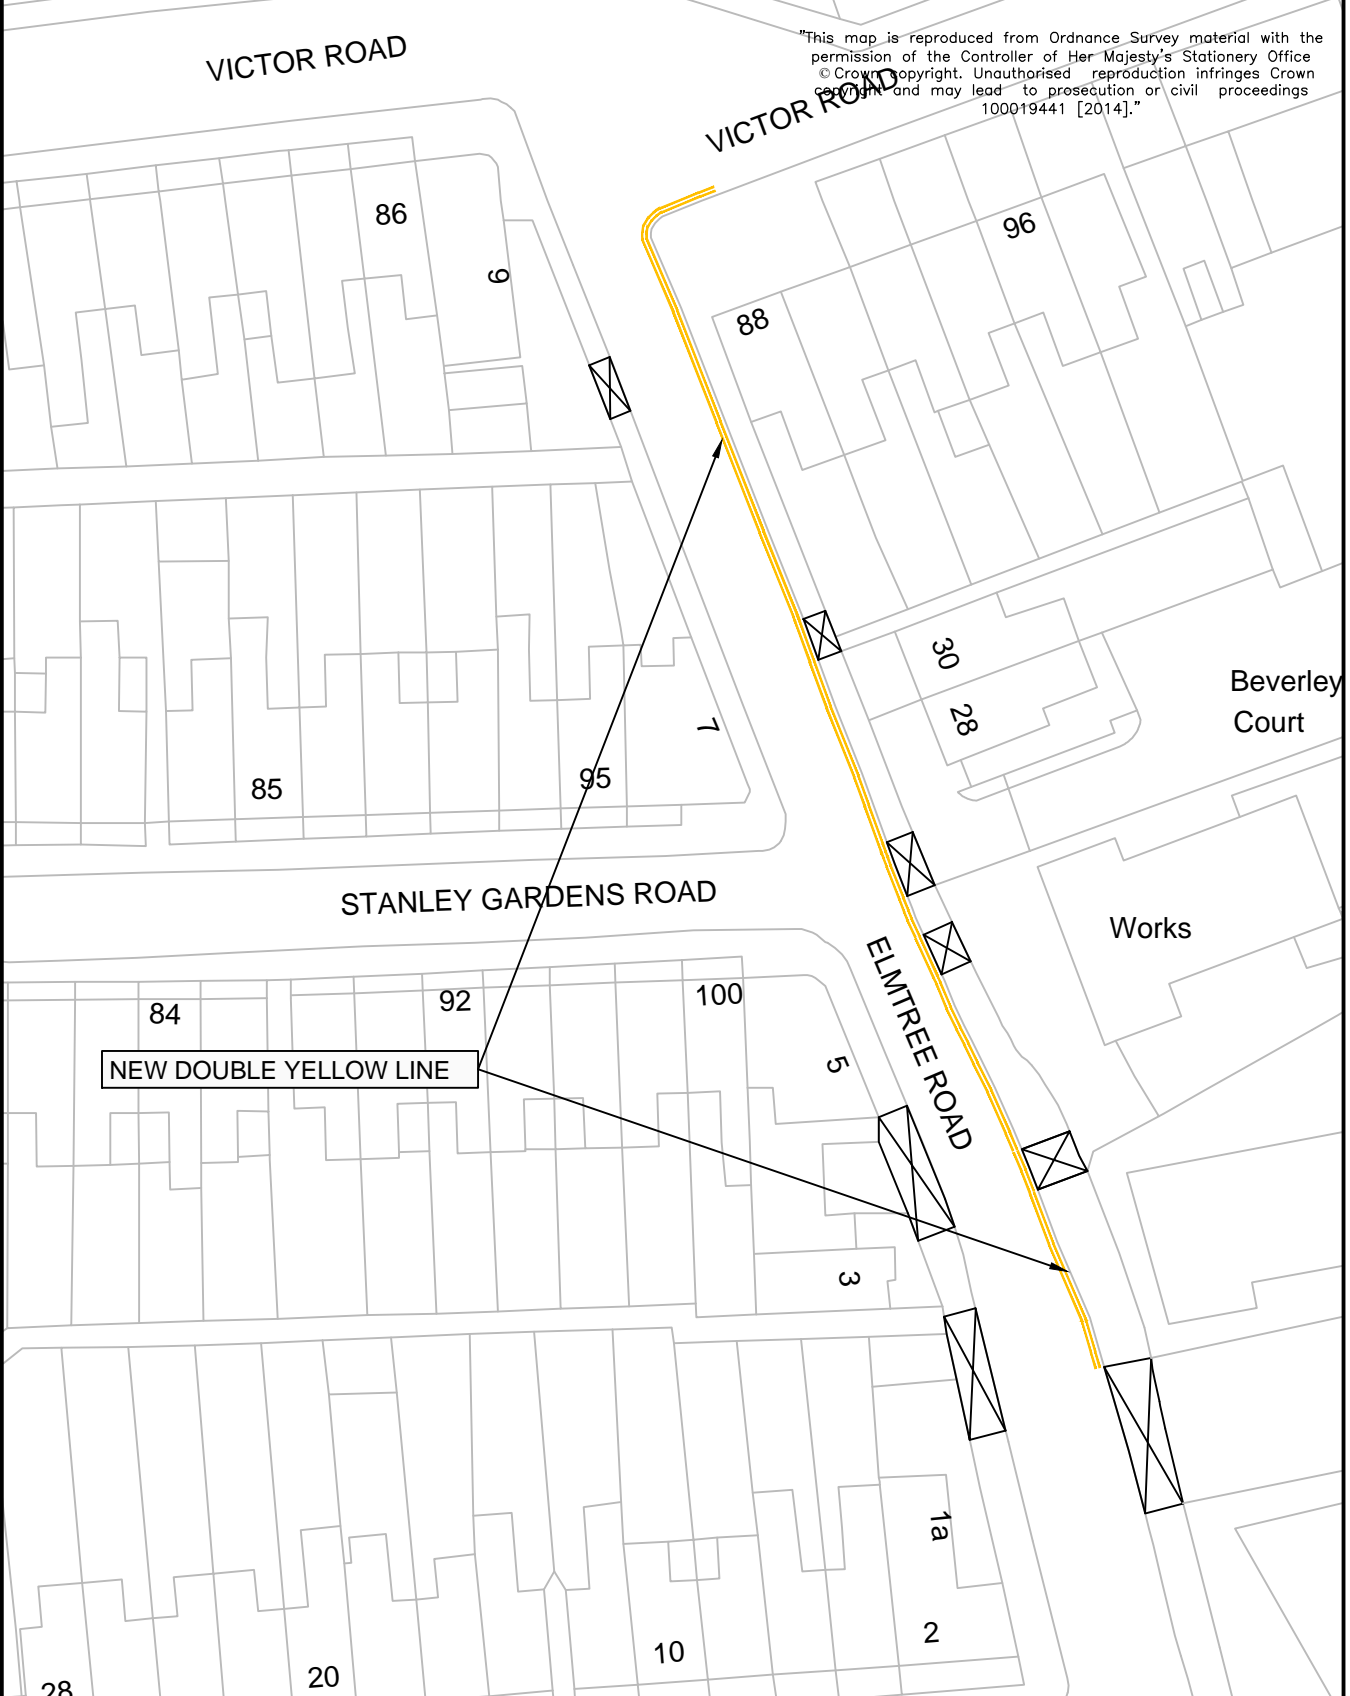 "This map is reproduced from Ordnance Survey material with the
permission of the Controller of Her Majesty's Stationery Office
© Crown copyright. Unauthorised reproduction infringes Crown
copyright and may lead to prosecution or civil proceedings
100019441 [2014]."
VICTOR ROAD
VICTOR ROAD
86
9
96
88
30
28
Beverley
Court
7
95
85
STANLEY GARDENS ROAD
Works
ELMTREE ROAD
84
92
100
5
NEW DOUBLE YELLOW LINE
3
1a
2
10
20
28